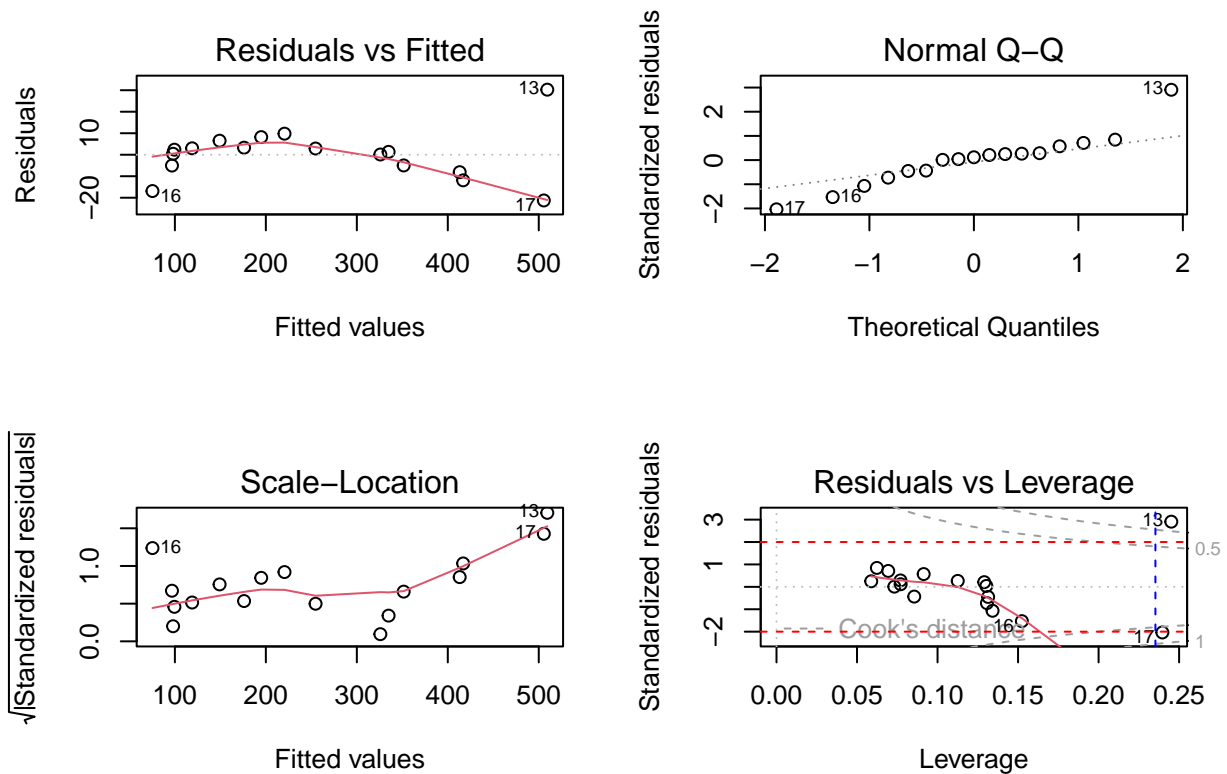 Residuals vs Fitted
Residuals
10
−20
13
16
17
100 200 300 400 500
Fitted values
Normal Q−Q
Standardized residuals
2
0
−2
13
16
17
−2 −1 0 1 2
Theoretical Quantiles
Scale−Location
√|Standardized residuals|
1.0
0.0
13
17
16
100 200 300 400 500
Fitted values
Residuals vs Leverage
Standardized residuals
3
1
−2
13
0.5
16
Cook's distance
17
1
0.00 0.05 0.10 0.15 0.20 0.25
Leverage